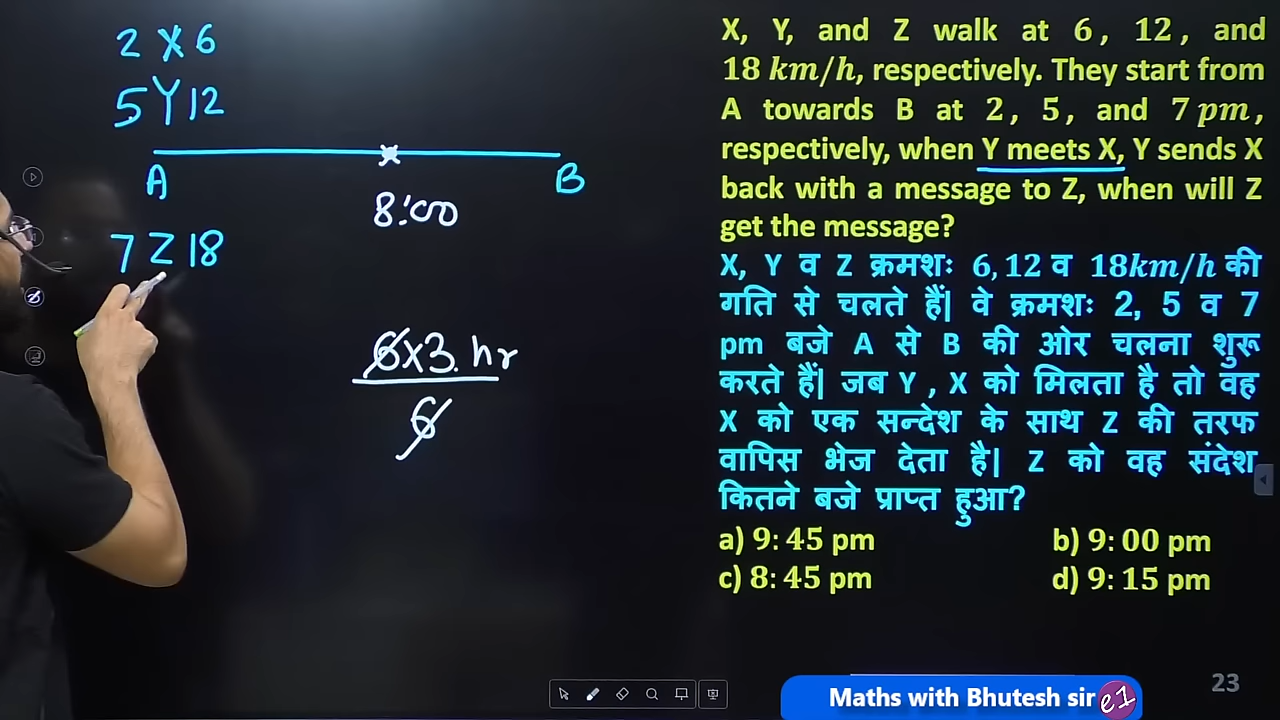 2 X 6
5 Y 12
A
B
8:00
7 Z 18
6×3 hr
6
X, Y, and Z walk at 6, 12, and
18 km/h, respectively. They start from
A towards B at 2, 5, and 7 pm,
respectively, when Y meets X, Y sends X
back with a message to Z, when will Z
get the message?
X, Y व Z क्रमशः 6, 12 व 18km/h की
गति से चलते हैं| वे क्रमशः 2, 5 व 7
pm बजे A से B की ओर चलना शुरू
करते हैं| जब Y , X को मिलता है तो वह
X को एक सन्देश के साथ Z की तरफ
वापिस भेज देता है| Z को वह संदेश
कितने बजे प्राप्त हुआ?
a) 9: 45 pm b) 9: 00 pm
c) 8: 45 pm d) 9: 15 pm
23
Maths with Bhutesh sir e1